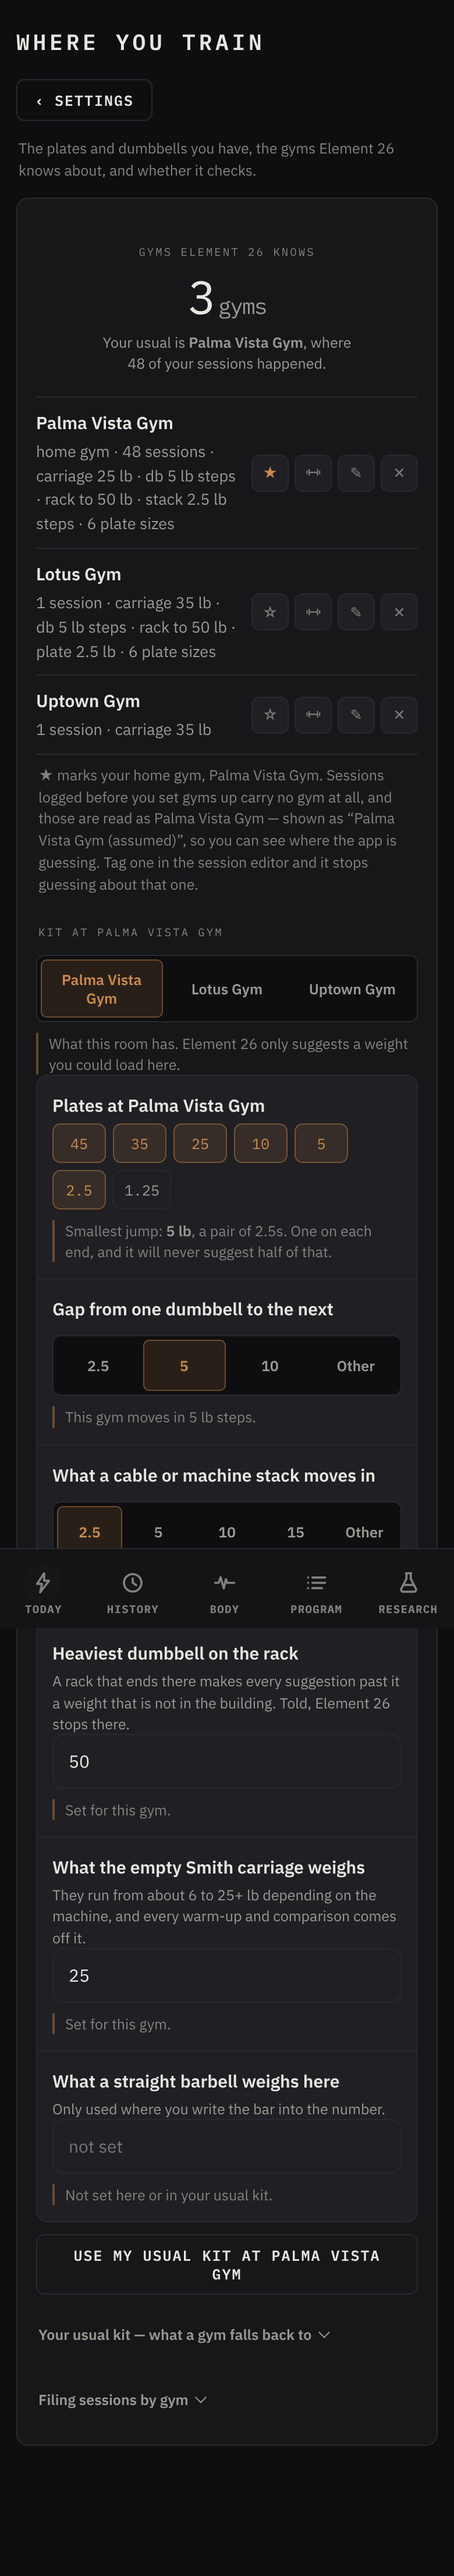 WHERE YOU TRAIN
‹ SETTINGS
The plates and dumbbells you have, the gyms Element 26
knows about, and whether it checks.
GYMS ELEMENT 26 KNOWS
3 gyms
Your usual is Palma Vista Gym, where
48 of your sessions happened.
Palma Vista Gym
home gym · 48 sessions ·
carriage 25 lb · db 5 lb steps
· rack to 50 lb · stack 2.5 lb
steps · 6 plate sizes
★ ✎ ×
Lotus Gym
1 session · carriage 35 lb ·
db 5 lb steps · rack to 50 lb ·
plate 2.5 lb · 6 plate sizes
☆ ✎ ×
Uptown Gym
1 session · carriage 35 lb
☆ ✎ ×
★ marks your home gym, Palma Vista Gym. Sessions
logged before you set gyms up carry no gym at all, and
those are read as Palma Vista Gym — shown as “Palma
Vista Gym (assumed)”, so you can see where the app is
guessing. Tag one in the session editor and it stops
guessing about that one.
KIT AT PALMA VISTA GYM
Palma Vista
Gym
Lotus Gym
Uptown Gym
What this room has. Element 26 only suggests a weight
you could load here.
Plates at Palma Vista Gym
45 35 25 10 5
2.5 1.25
Smallest jump: 5 lb, a pair of 2.5s. One on each
end, and it will never suggest half of that.
Gap from one dumbbell to the next
2.5 5 10 Other
This gym moves in 5 lb steps.
What a cable or machine stack moves in
2.5 5 10 15 Other
TODAY HISTORY BODY PROGRAM RESEARCH
Heaviest dumbbell on the rack
A rack that ends there makes every suggestion past it
a weight that is not in the building. Told, Element 26
stops there.
50
Set for this gym.
What the empty Smith carriage weighs
They run from about 6 to 25+ lb depending on the
machine, and every warm-up and comparison comes
off it.
25
Set for this gym.
What a straight barbell weighs here
Only used where you write the bar into the number.
not set
Not set here or in your usual kit.
USE MY USUAL KIT AT PALMA VISTA
GYM
Your usual kit — what a gym falls back to
Filing sessions by gym